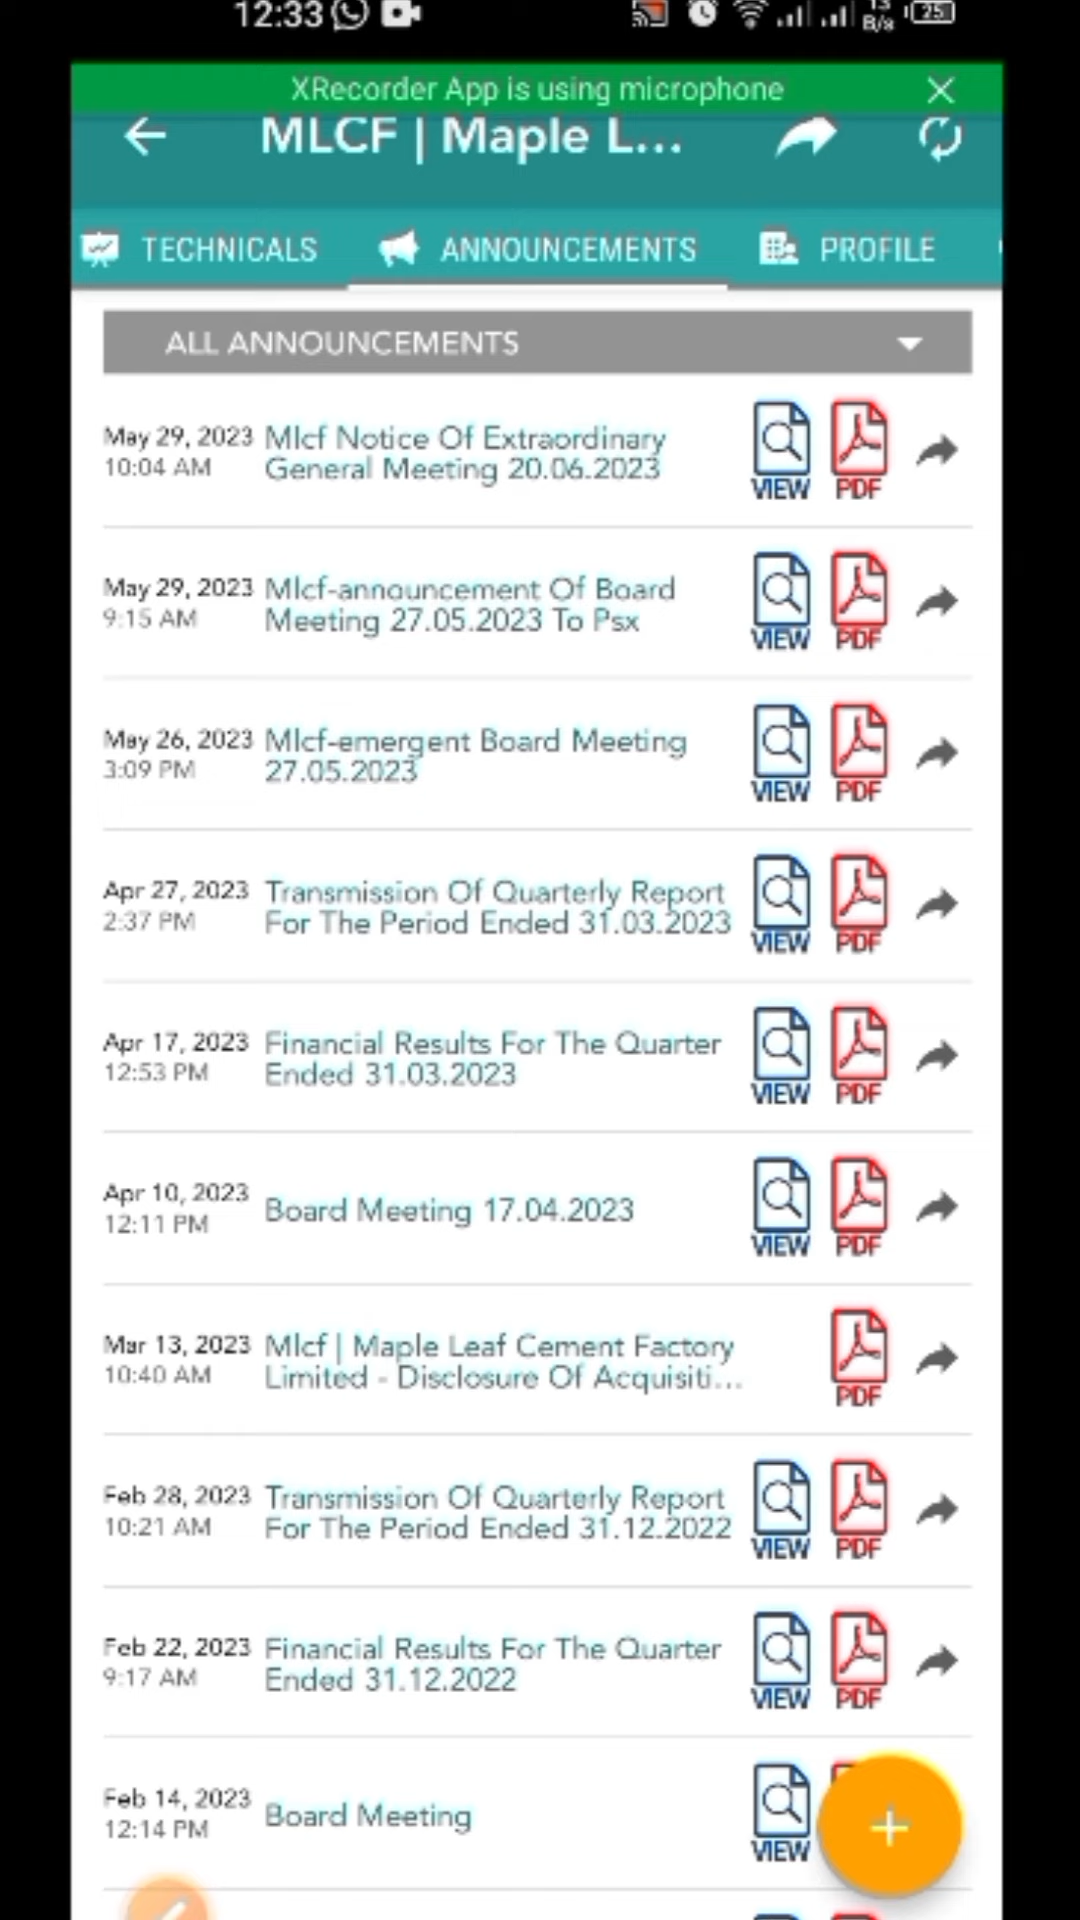 12:33
13
B/s
25
XRecorder App is using microphone
MLCF | Maple L...
TECHNICALS
ANNOUNCEMENTS
PROFILE
ALL ANNOUNCEMENTS
May 29, 2023
10:04 AM
Mlcf Notice Of Extraordinary
General Meeting 20.06.2023
VIEW
PDF
May 29, 2023
9:15 AM
Mlcf-announcement Of Board
Meeting 27.05.2023 To Psx
VIEW
PDF
May 26, 2023
3:09 PM
Mlcf-emergent Board Meeting
27.05.2023
VIEW
PDF
Apr 27, 2023
2:37 PM
Transmission Of Quarterly Report
For The Period Ended 31.03.2023
VIEW
PDF
Apr 17, 2023
12:53 PM
Financial Results For The Quarter
Ended 31.03.2023
VIEW
PDF
Apr 10, 2023
12:11 PM
Board Meeting 17.04.2023
VIEW
PDF
Mar 13, 2023
10:40 AM
Mlcf | Maple Leaf Cement Factory
Limited - Disclosure Of Acquisiti...
PDF
Feb 28, 2023
10:21 AM
Transmission Of Quarterly Report
For The Period Ended 31.12.2022
VIEW
PDF
Feb 22, 2023
9:17 AM
Financial Results For The Quarter
Ended 31.12.2022
VIEW
PDF
Feb 14, 2023
12:14 PM
Board Meeting
VIEW